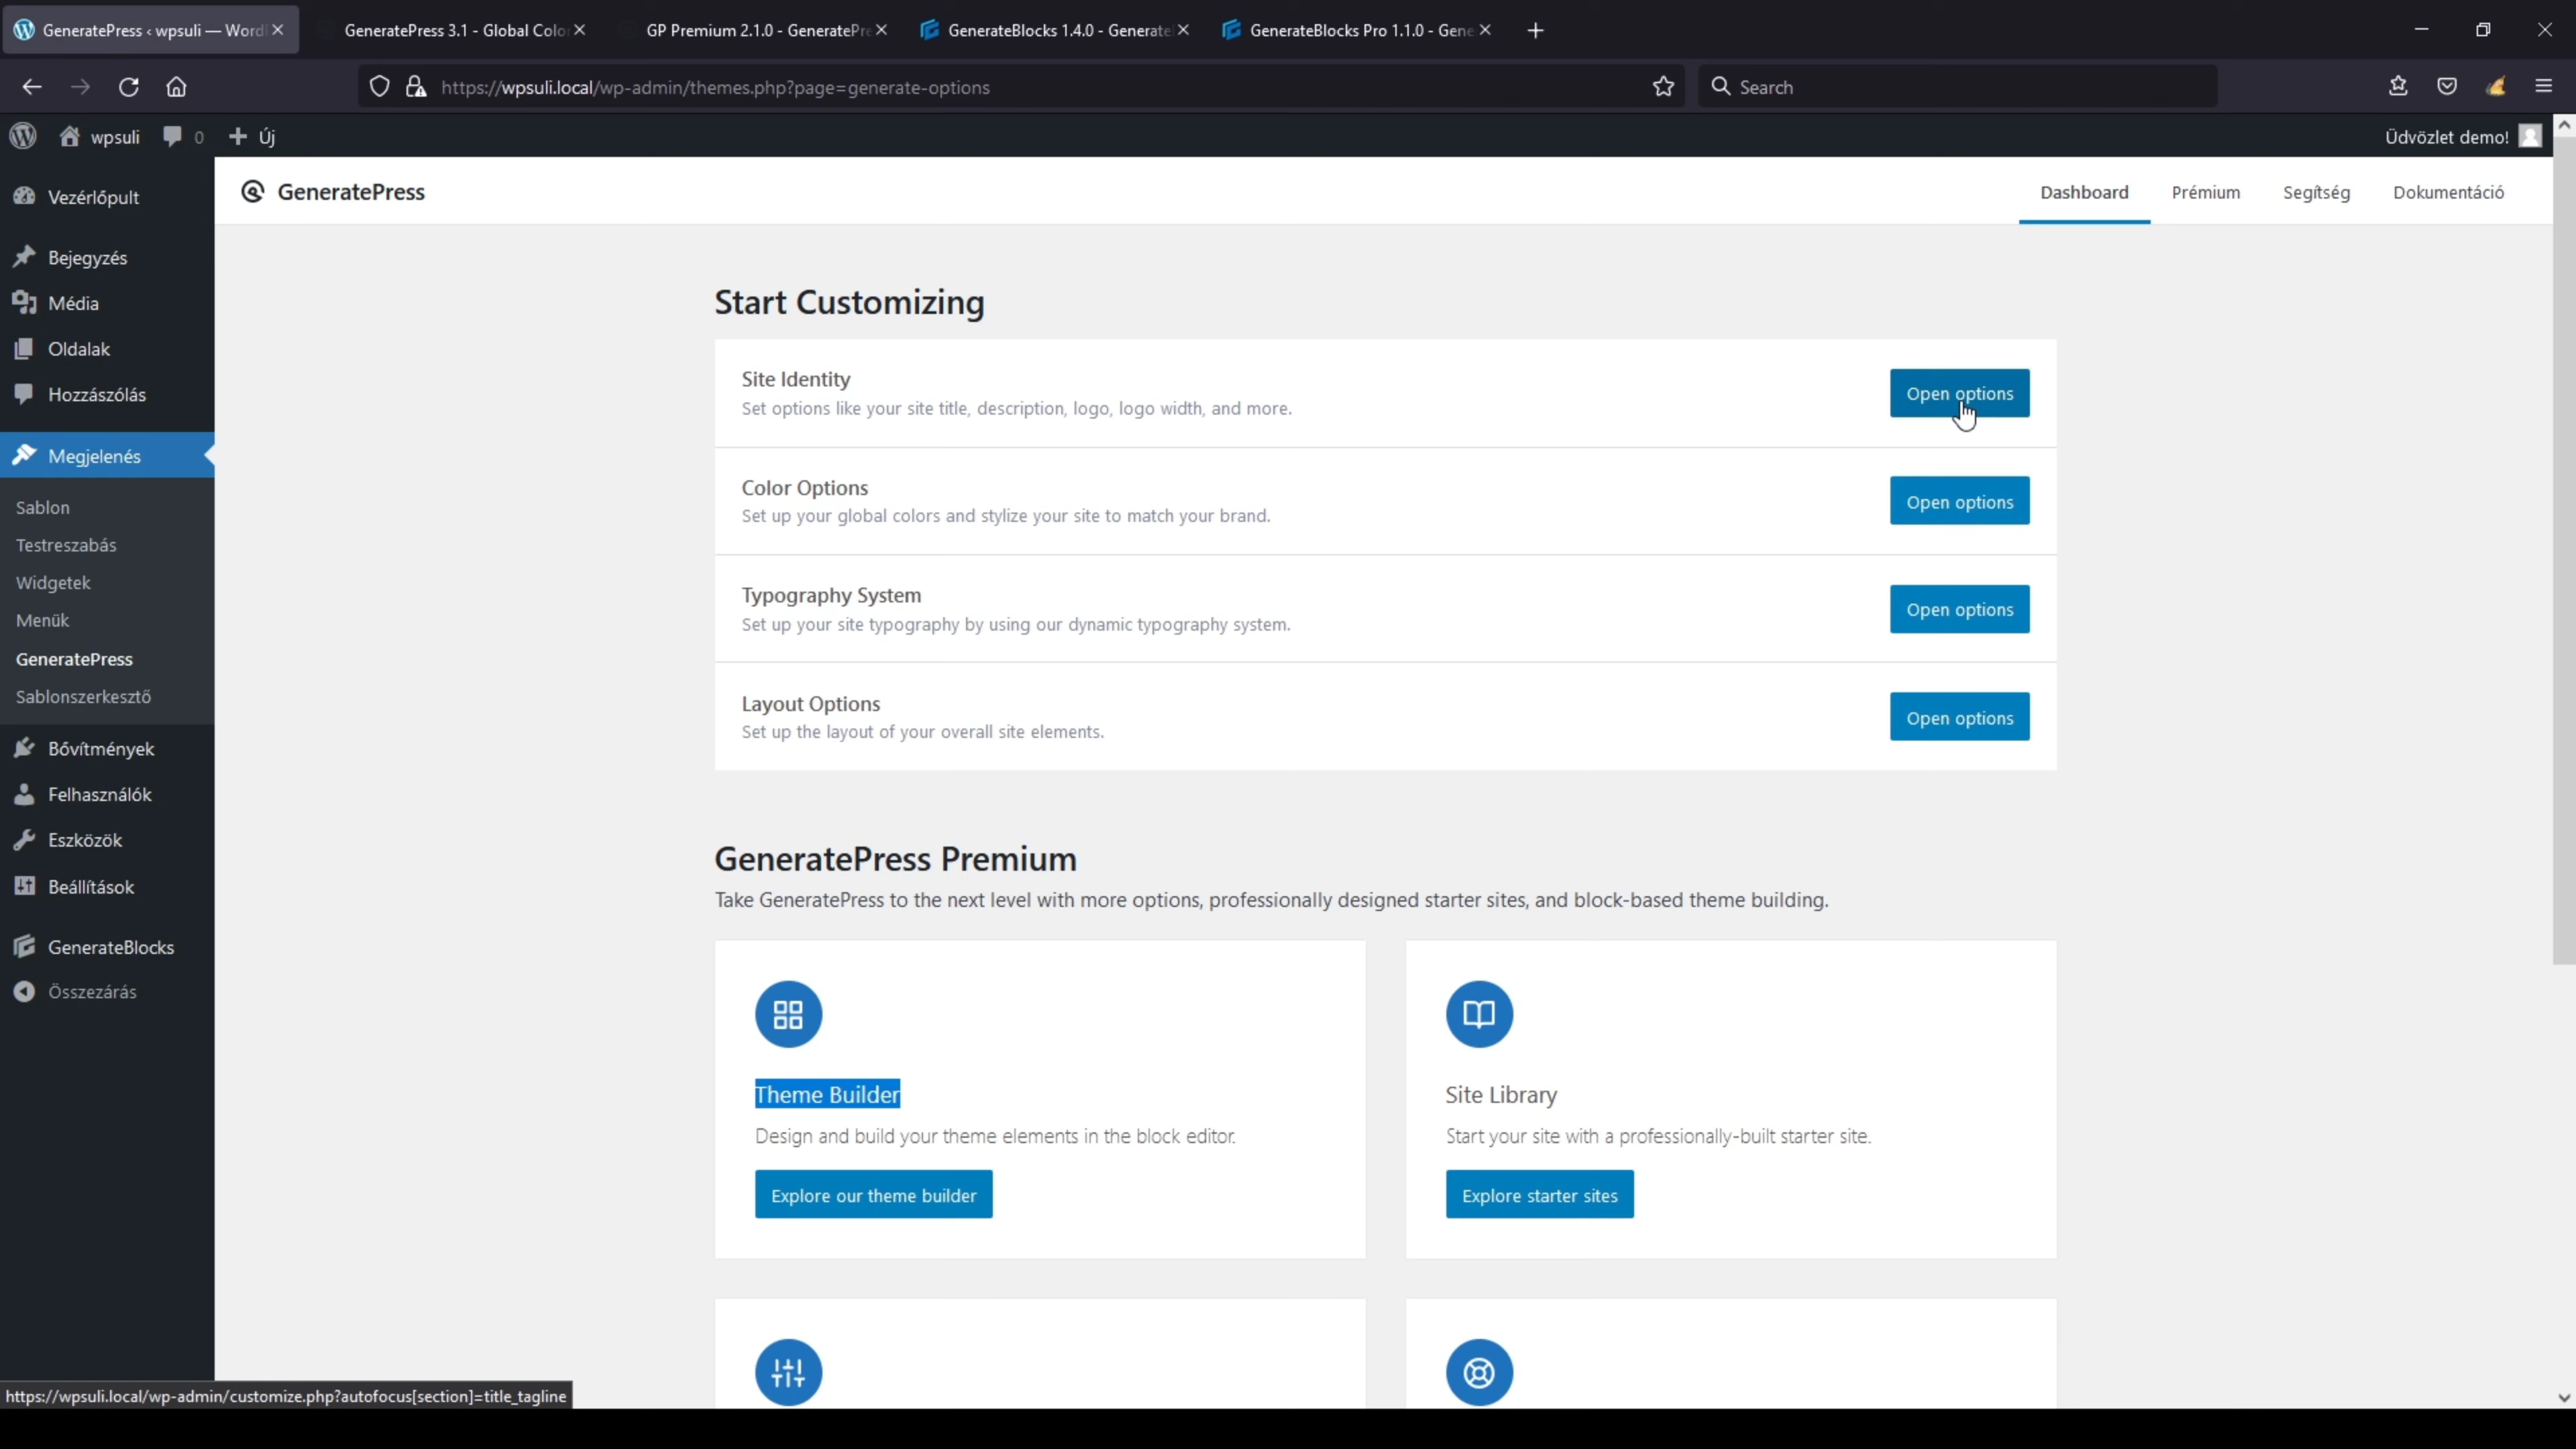 GeneratePress ‹ wpsuli — Word
GeneratePress 3.1 - Global Color
GP Premium 2.1.0 - GeneratePre
GenerateBlocks 1.4.0 - Generate
GenerateBlocks Pro 1.1.0 - Gene
https://wpsuli.local/wp-admin/themes.php?page=generate-options
Search
wpsuli
0
Új
Üdvözlet demo!
Vezérlőpult
Bejegyzés
Média
Oldalak
Hozzászólás
Megjelenés
Sablon
Testreszabás
Widgetek
Menük
GeneratePress
Sablonszerkesztő
Bővítmények
Felhasználók
Eszközök
Beállítások
GenerateBlocks
Összezárás
GeneratePress
Dashboard
Prémium
Segítség
Dokumentáció
Start Customizing
Site Identity
Set options like your site title, description, logo, logo width, and more.
Open options
Color Options
Set up your global colors and stylize your site to match your brand.
Open options
Typography System
Set up your site typography by using our dynamic typography system.
Open options
Layout Options
Set up the layout of your overall site elements.
Open options
GeneratePress Premium
Take GeneratePress to the next level with more options, professionally designed starter sites, and block-based theme building.
Theme Builder
Design and build your theme elements in the block editor.
Explore our theme builder
Site Library
Start your site with a professionally-built starter site.
Explore starter sites
https://wpsuli.local/wp-admin/customize.php?autofocus[section]=title_tagline